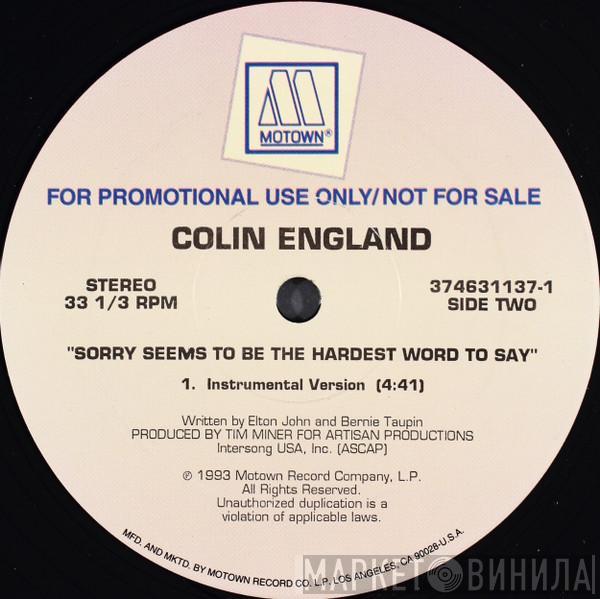 MOTOWN®
FOR PROMOTIONAL USE ONLY/NOT FOR SALE
COLIN ENGLAND
STEREO
33 1/3 RPM
374631137-1
SIDE TWO
"SORRY SEEMS TO BE THE HARDEST WORD TO SAY"
1. Instrumental Version (4:41)
Written by Elton John and Bernie Taupin
PRODUCED BY TIM MINER FOR ARTISAN PRODUCTIONS
Intersong USA, Inc. (ASCAP)
℗ 1993 Motown Record Company, L.P.
All Rights Reserved.
Unauthorized duplication is a
violation of applicable laws.
MFD. AND MKTD. BY MOTOWN RECORD CO. L.P., LOS ANGELES, CA 90028-U.S.A.
МАРКЕТ ВИНИЛА